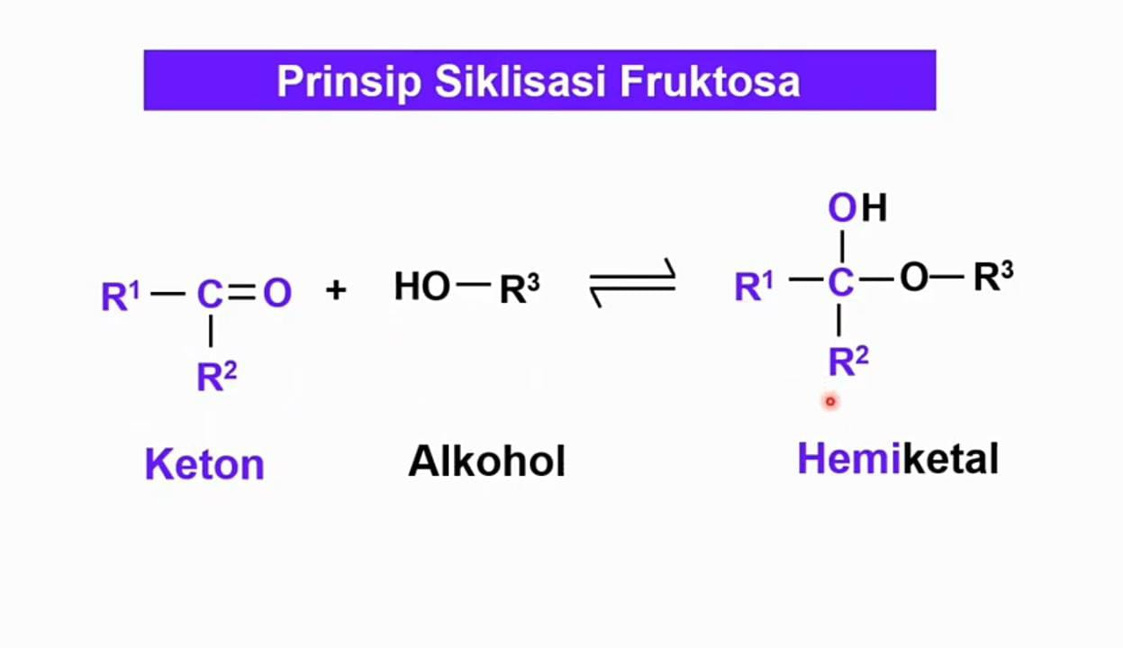 Prinsip Siklisasi Fruktosa
R¹ — C=O + HO—R³ ⇌ R¹ —C—O—R³
OH
R²
R²
Keton Alkohol Hemiketal